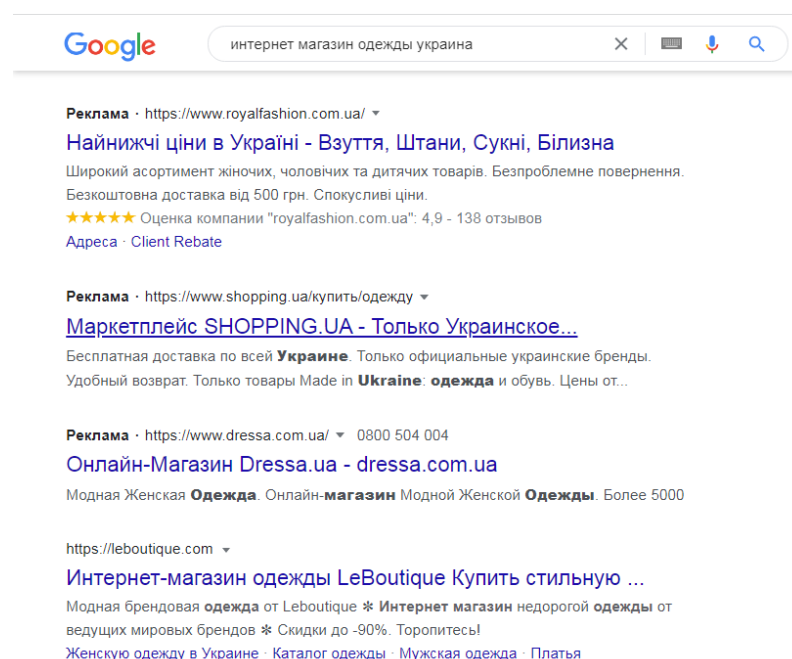 Google
интернет магазин одежды украина
Реклама · https://www.royalfashion.com.ua/
Найнижчі ціни в Україні - Взуття, Штани, Сукні, Білизна
Широкий асортимент жіночих, чоловічих та дитячих товарів. Безпроблемне повернення.
Безкоштовна доставка від 500 грн. Спокусливі ціни.
★★★★★ Оценка компании "royalfashion.com.ua": 4,9 - 138 отзывов
Адреса · Client Rebate
Реклама · https://www.shopping.ua/купить/одежду
Маркетплейс SHOPPING.UA - Только Украинское...
Бесплатная доставка по всей Украине. Только официальные украинские бренды.
Удобный возврат. Только товары Made in Ukraine: одежда и обувь. Цены от...
Реклама · https://www.dressa.com.ua/ 0800 504 004
Онлайн-Магазин Dressa.ua - dressa.com.ua
Модная Женская Одежда. Онлайн-магазин Модной Женской Одежды. Более 5000
https://leboutique.com
Интернет-магазин одежды LeBoutique Купить стильную ...
Модная брендовая одежда от Leboutique ✻ Интернет магазин недорогой одежды от
ведущих мировых брендов ✻ Скидки до -90%. Торопитесь!
Женскую одежду в Украине · Каталог одежды · Мужская одежда · Платья